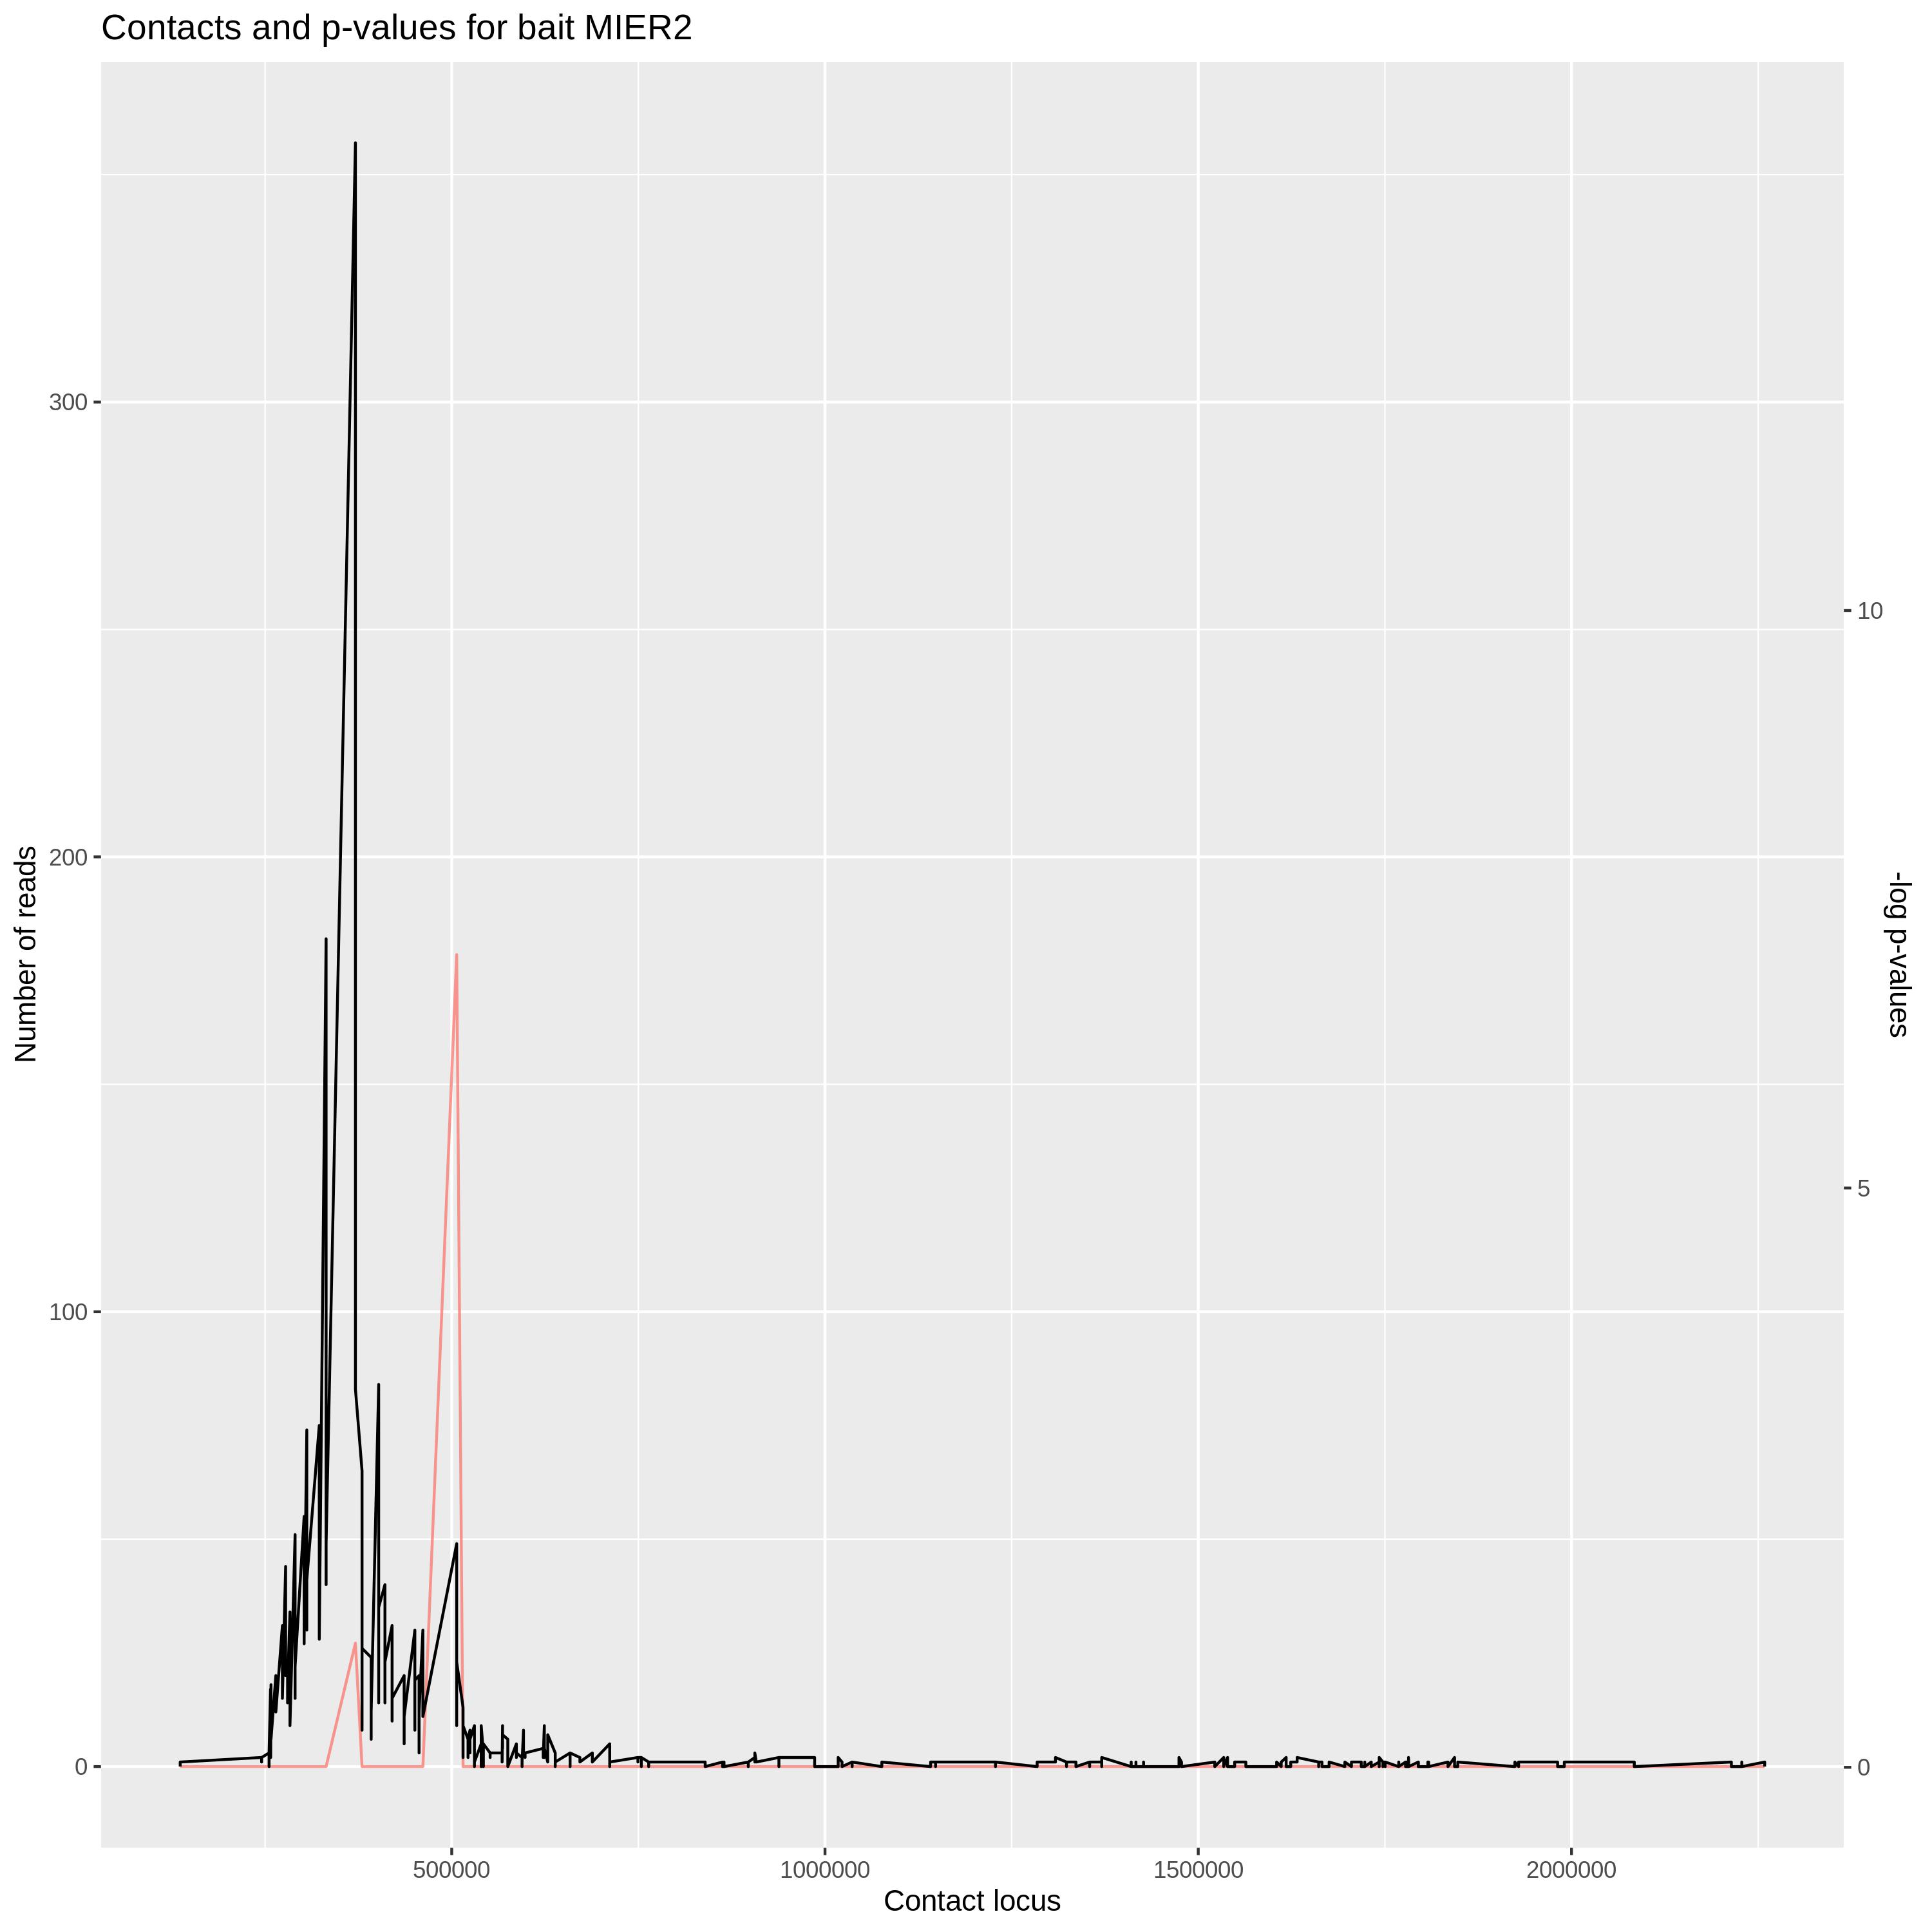 Contacts and p-values for bait MIER2
Number of reads
300
200
100
0
10
5
0
-log p-values
500000
1000000
1500000
2000000
Contact locus